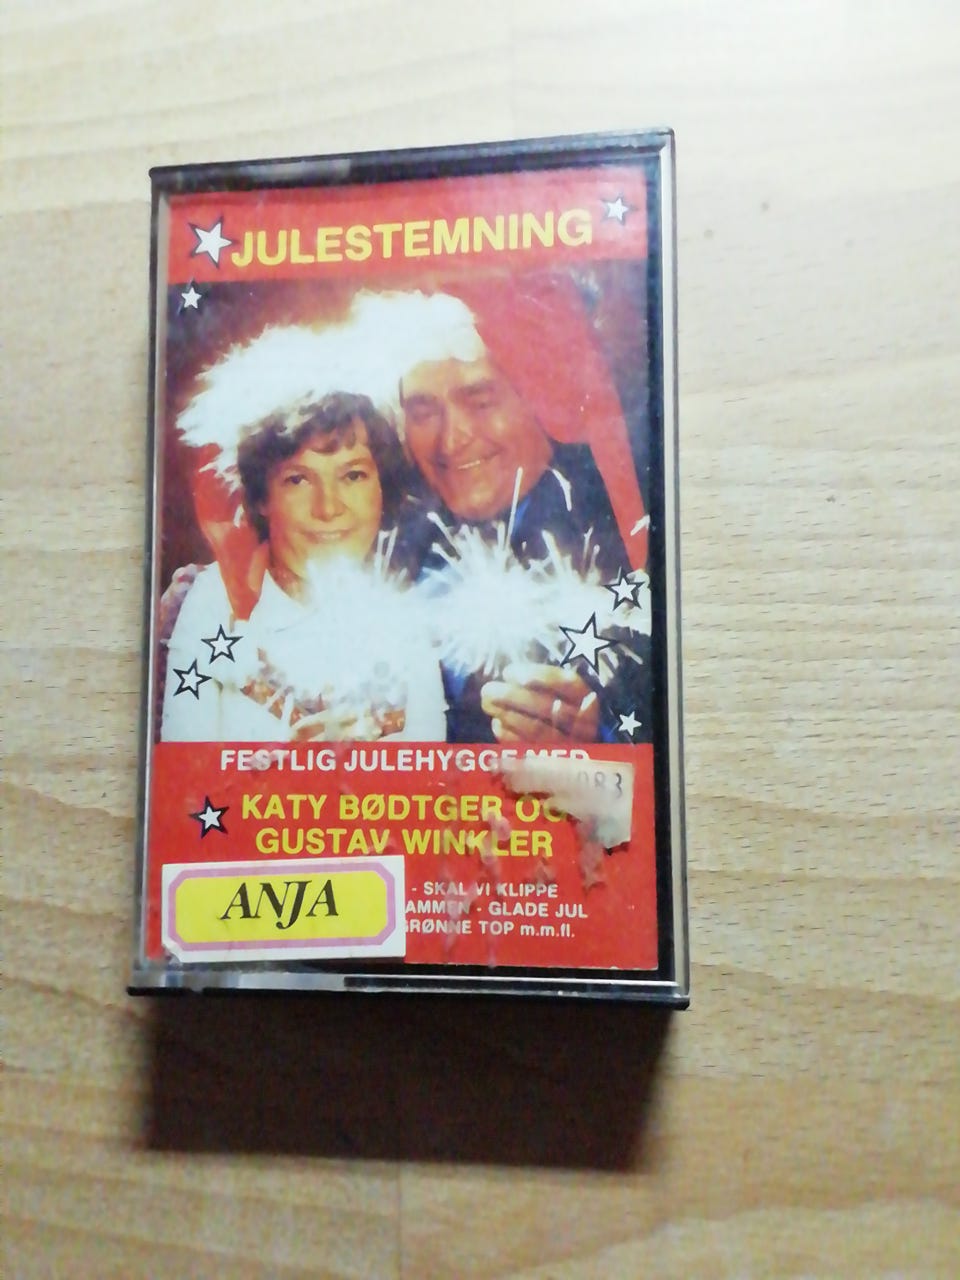 JULESTEMNING
FESTLIG JULEHYGGE MED
KATY BØDTGER OG
GUSTAV WINKLER
- SKAL VI KLIPPE
- GLADE JUL
GRØNNE TOP m.m.fl.
ANJA